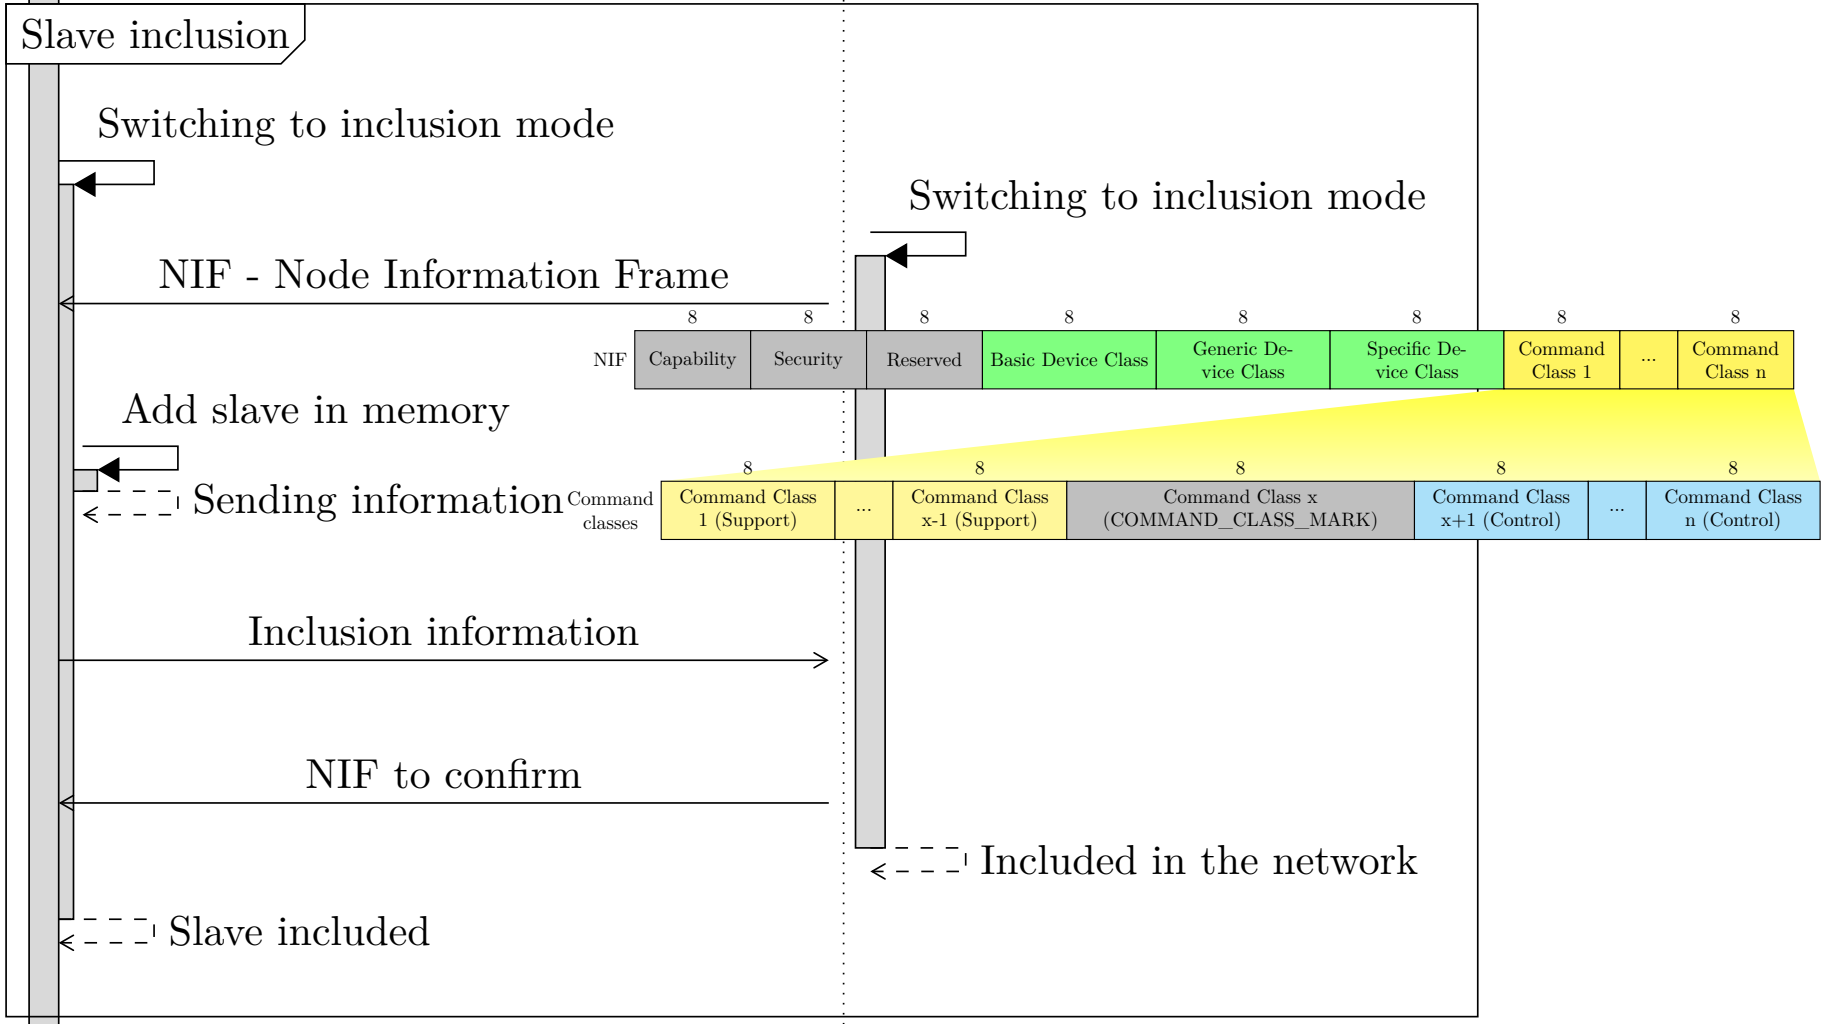 Slave inclusion
Switching to inclusion mode
Switching to inclusion mode
NIF - Node Information Frame
8 8 8 8 8 8 8 8
NIF Capability Security Reserved Basic Device Class Generic De- Specific De- Command ... Command
vice Class vice Class Class 1 Class n
Add slave in memory
8 8 8 8 8
Sending information
Command Command Class ... Command Class Command Class x Command Class ... Command Class
classes 1 (Support) x-1 (Support) (COMMAND_CLASS_MARK) x+1 (Control) n (Control)
Inclusion information
NIF to confirm
Included in the network
Slave included